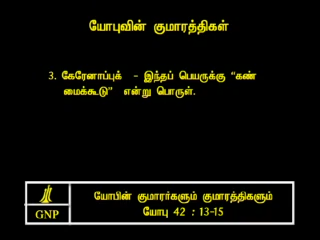 யோபுவின் குமாரத்திகள்
3. கேரேனாப்புக் - இந்தப் பெயருக்கு “கண்
மைக்கூடு” என்று பொருள்.
யோபின் குமாரர்களும் குமாரத்திகளும்
யோபு 42 : 13-15
GNP